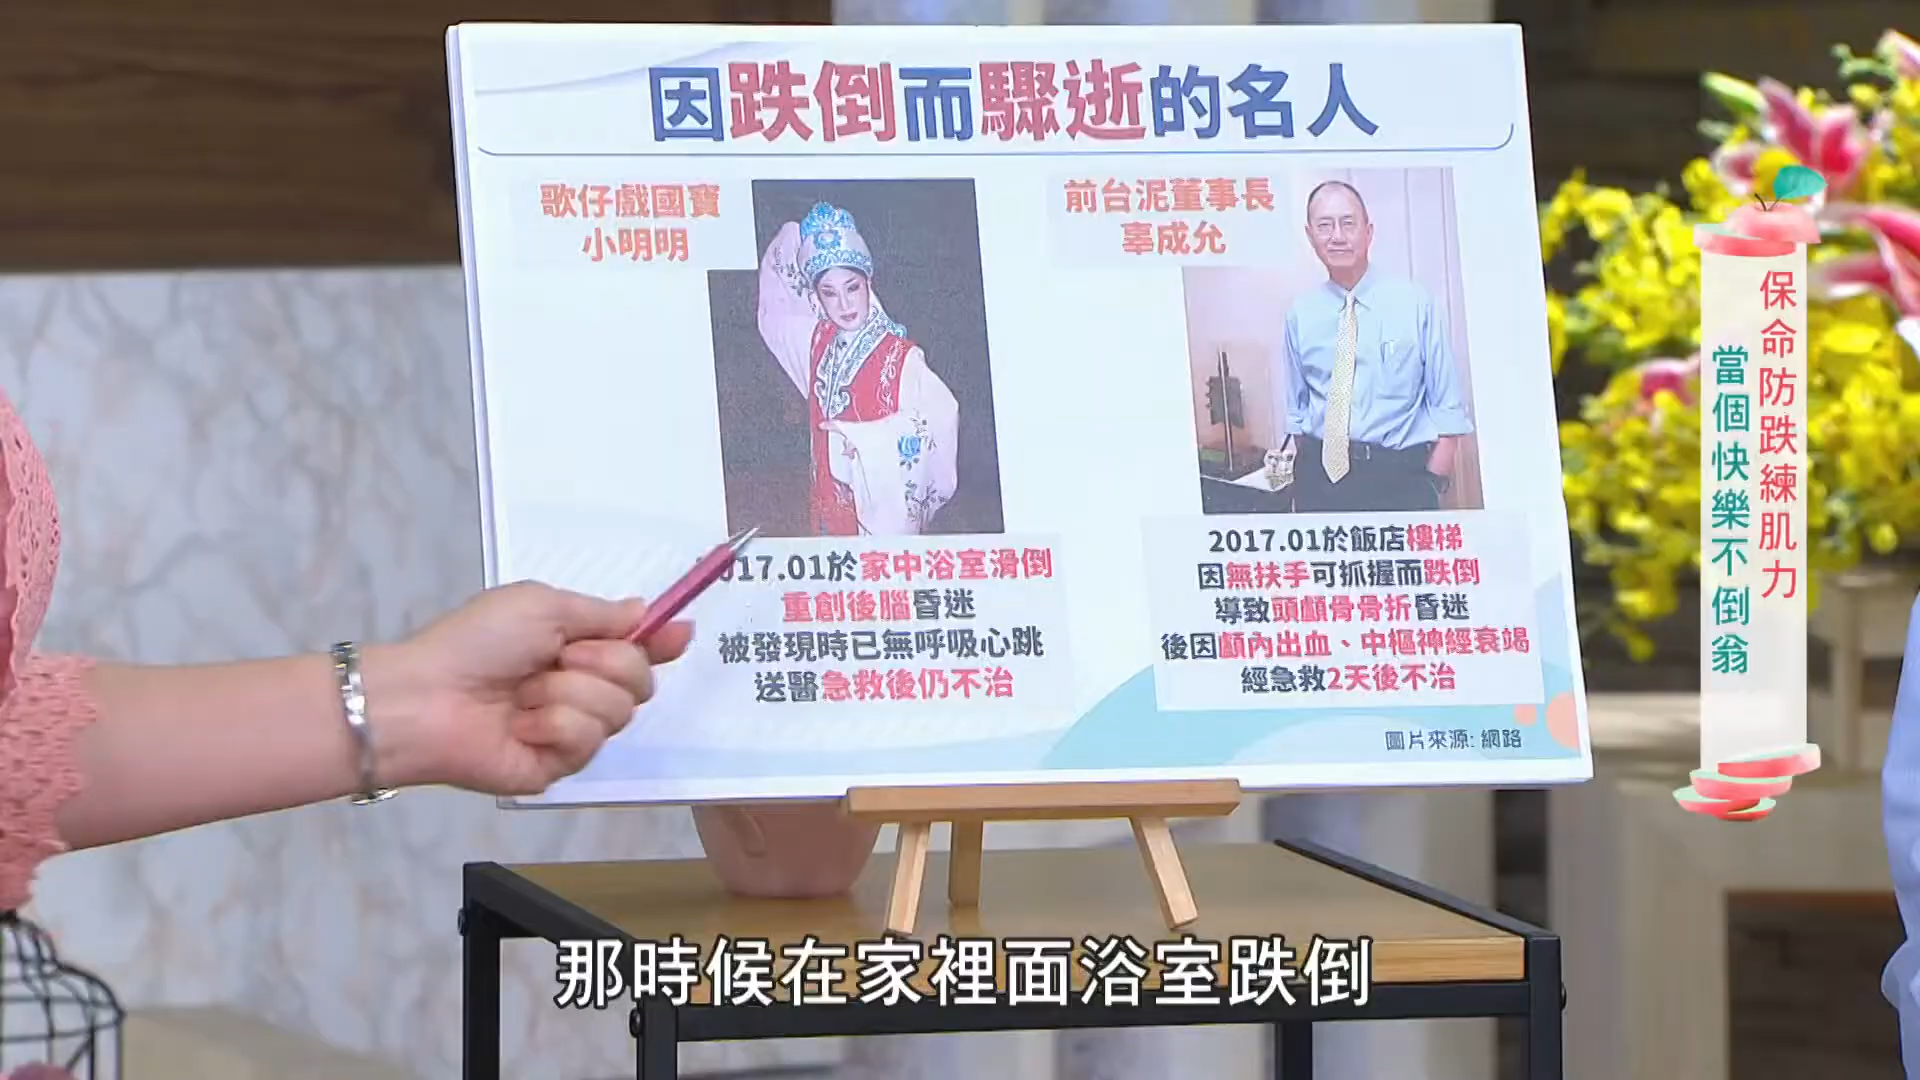 因跌倒而驟逝的名人
歌仔戲國寶
小明明
前台泥董事長
辜成允
017.01於家中浴室滑倒
重創後腦昏迷
被發現時已無呼吸心跳
送醫急救後仍不治
2017.01於飯店樓梯
因無扶手可抓握而跌倒
導致頭顱骨骨折昏迷
後因顱內出血、中樞神經衰竭
經急救2天後不治
圖片來源: 網路
保命防跌練肌力
當個快樂不倒翁
那時候在家裡面浴室跌倒